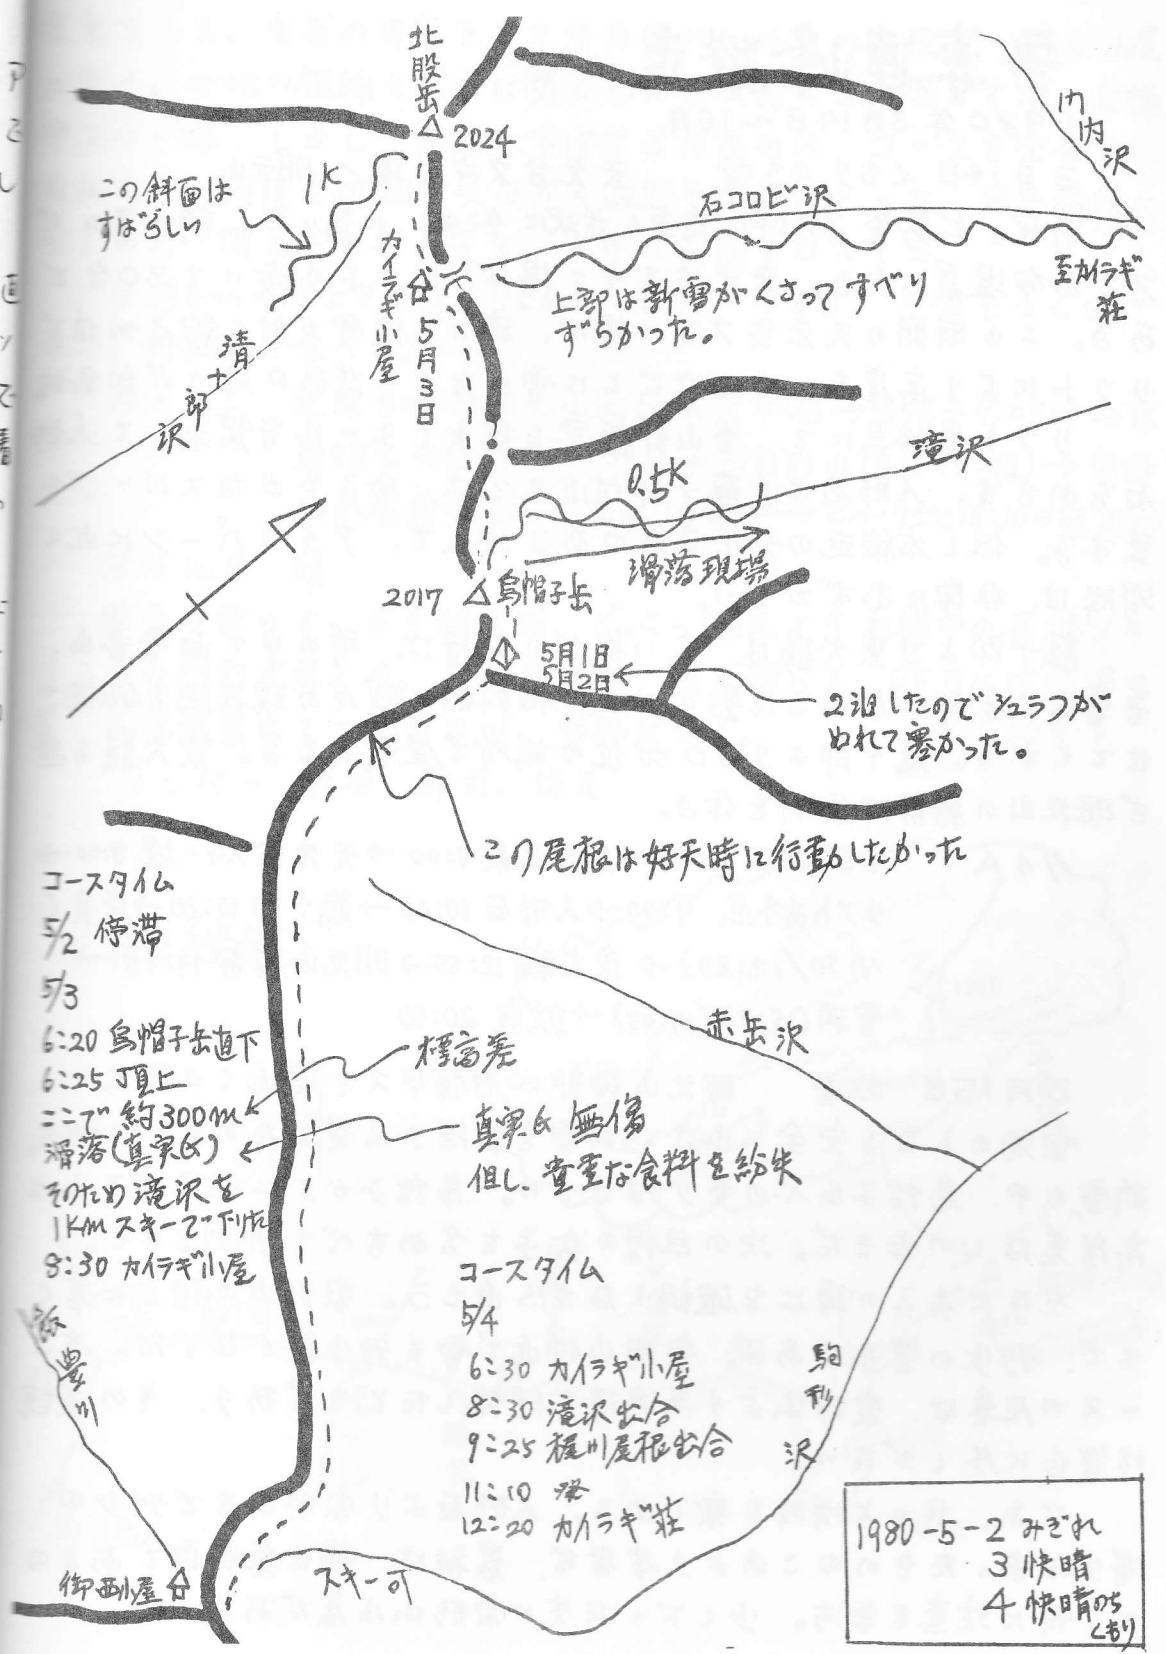 北股岳
2024
門内沢
この斜面は
すばらしい
1K
石コロビ沢
カイラギ小屋
5月3日
至カイラギ荘
上部は新雪がくさってすべり
ずらかった。
清十郎沢
0.5K
滝沢
滑落現場
2017 烏帽子岳
5月1日
5月2日
2泊したのでシュラフが
ぬれて寒かった。
この尾根は好天時に行動したかった
コースタイム
5/2 停滞
5/3
6:20 烏帽子岳直下
6:25 頂上
ここで約300m
滑落(真実氏)
そのため滝沢を
1KMスキーで下りた
8:30 カイラギ小屋
標高差
真実氏 無傷
但し、貴重な食料を紛失
赤岳沢
コースタイム
5/4
6:30 カイラギ小屋
8:30 滝沢出合
9:25 梶川尾根出合
11:10 発
12:20 カイラギ荘
飯豊川
駒形沢
御西小屋
スキー可
1980-5-2 みぞれ
3 快晴
4 快晴のち
くもり